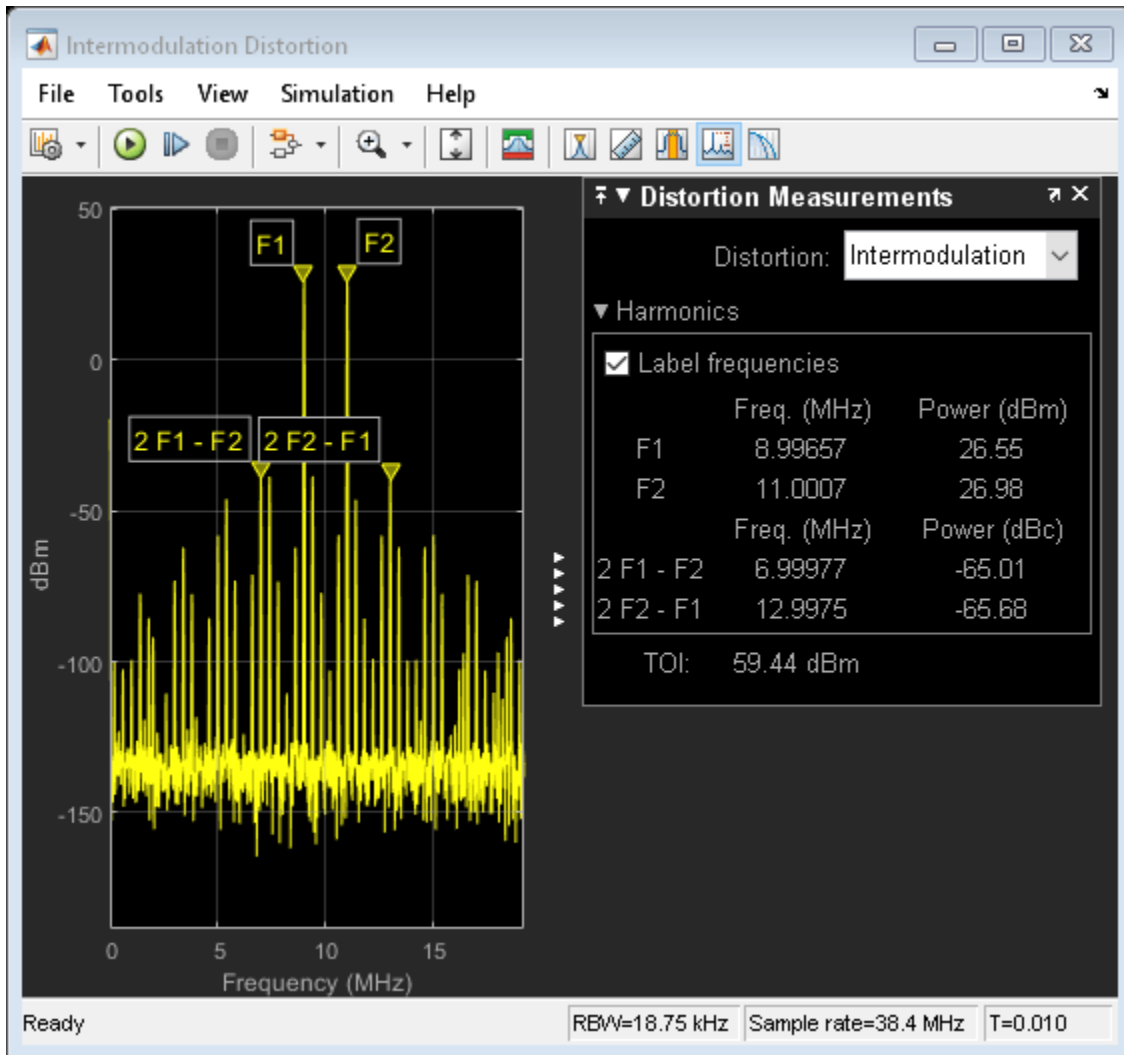 Intermodulation Distortion
File Tools View Simulation Help
50
0
-50
-100
-150
dBm
F1 F2
2 F1 - F2 2 F2 - F1
0 5 10 15
Frequency (MHz)
Distortion Measurements
Distortion: Intermodulation
Harmonics
Label frequencies
Freq. (MHz) Power (dBm)
F1 8.99657 26.55
F2 11.0007 26.98
Freq. (MHz) Power (dBc)
2 F1 - F2 6.99977 -65.01
2 F2 - F1 12.9975 -65.68
TOI: 59.44 dBm
Ready RBW=18.75 kHz Sample rate=38.4 MHz T=0.010